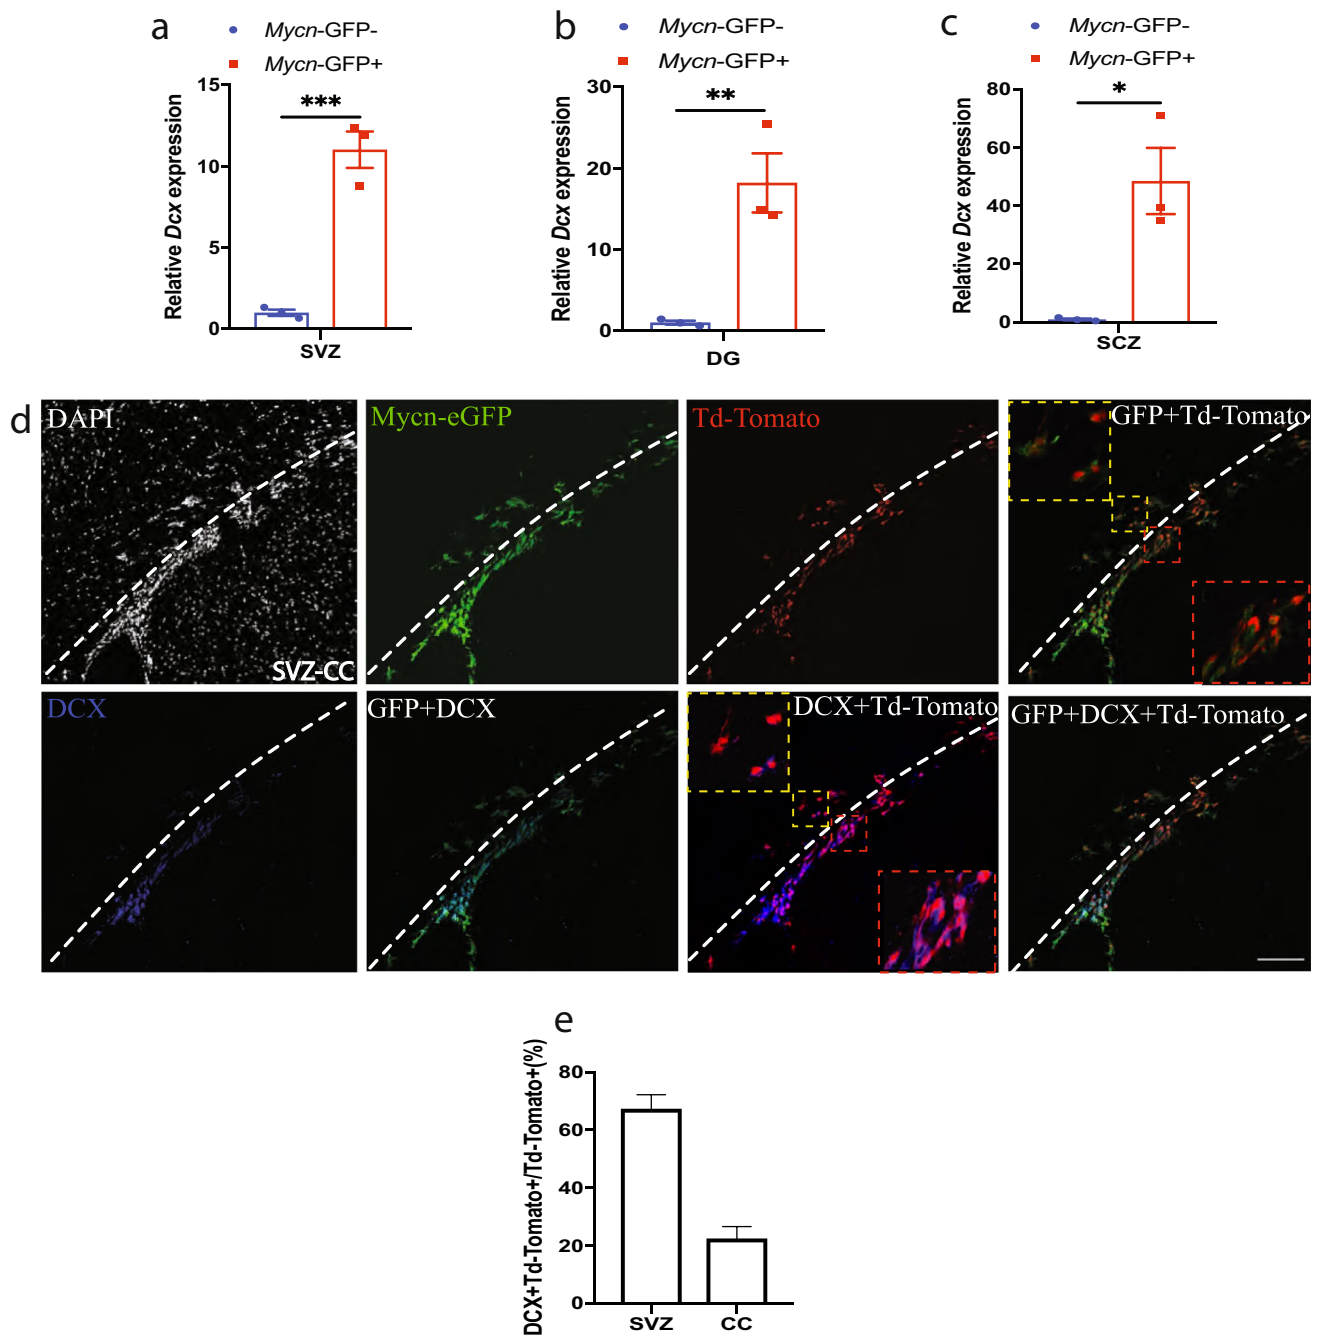 a
Mycn-GFP-
Mycn-GFP+
Relative Dcx expression
15
10
5
0
***
SVZ
b
Mycn-GFP-
Mycn-GFP+
Relative Dcx expression
30
20
10
0
**
DG
c
Mycn-GFP-
Mycn-GFP+
Relative Dcx expression
80
60
40
20
0
*
SCZ
d
DAPI
SVZ-CC
Mycn-eGFP
Td-Tomato
GFP+Td-Tomato
DCX
GFP+DCX
DCX+Td-Tomato
GFP+DCX+Td-Tomato
e
DCX+Td-Tomato+/Td-Tomato+(%)
80
60
40
20
0
SVZ
CC